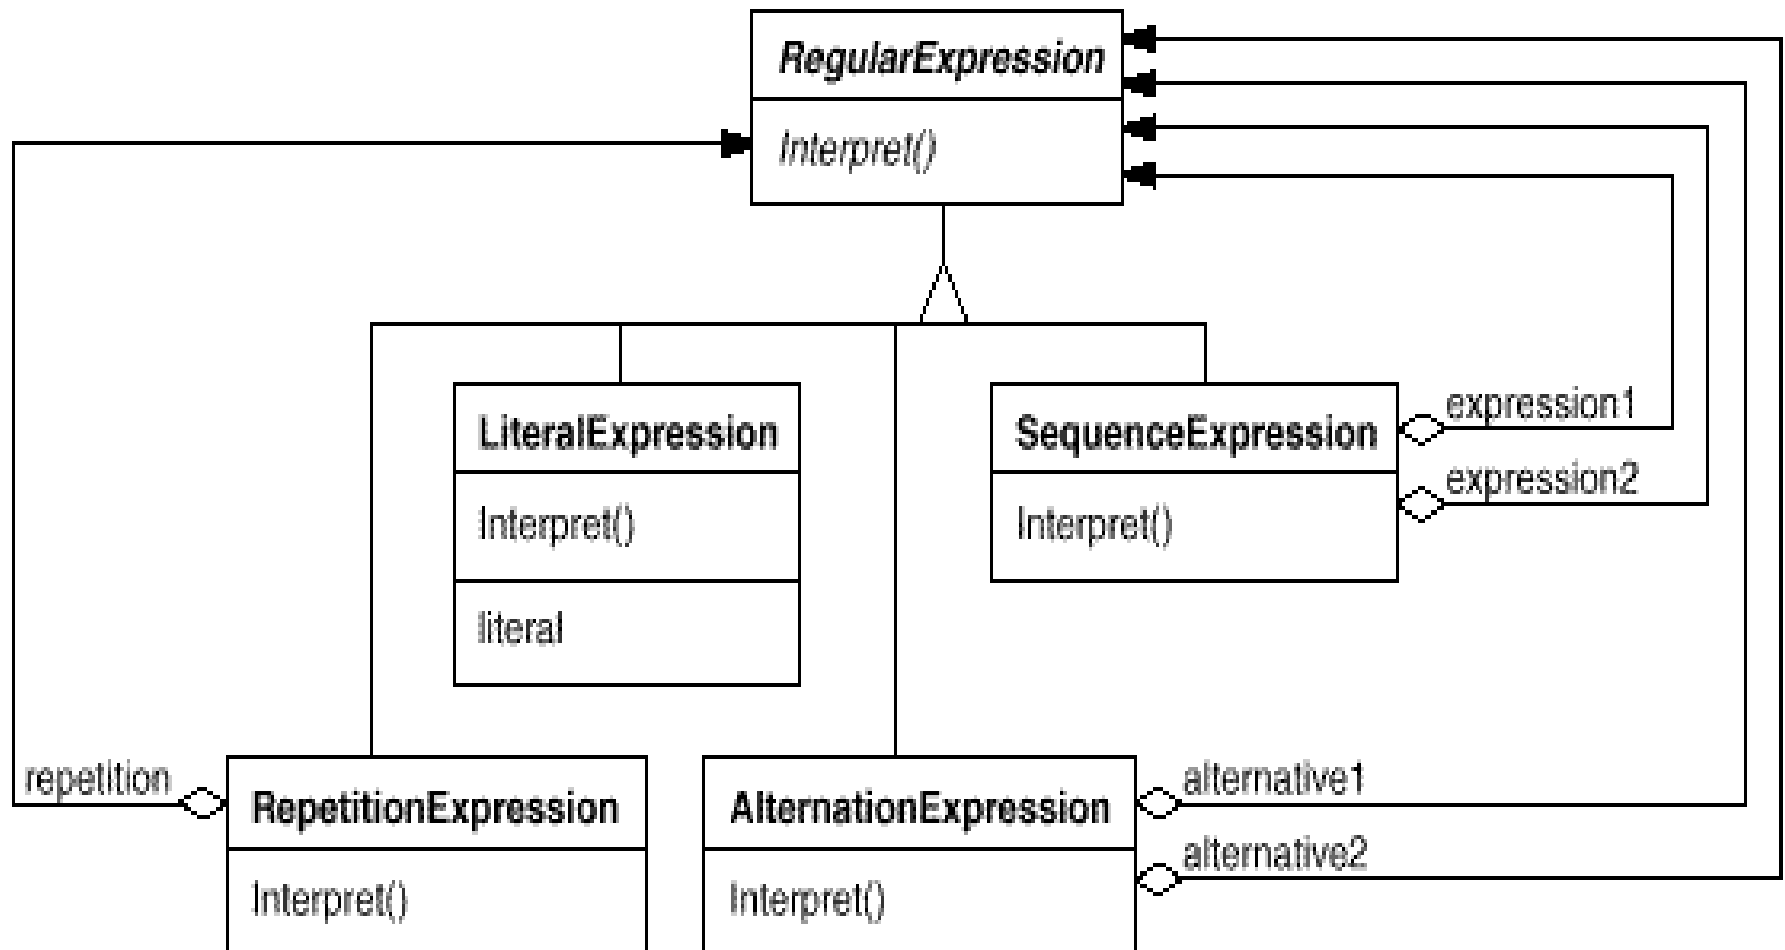 RegularExpression
Interpret()
LiteralExpression
Interpret()
literal
SequenceExpression
Interpret()
expression1
expression2
repetition
RepetitionExpression
Interpret()
AlternationExpression
Interpret()
alternative1
alternative2